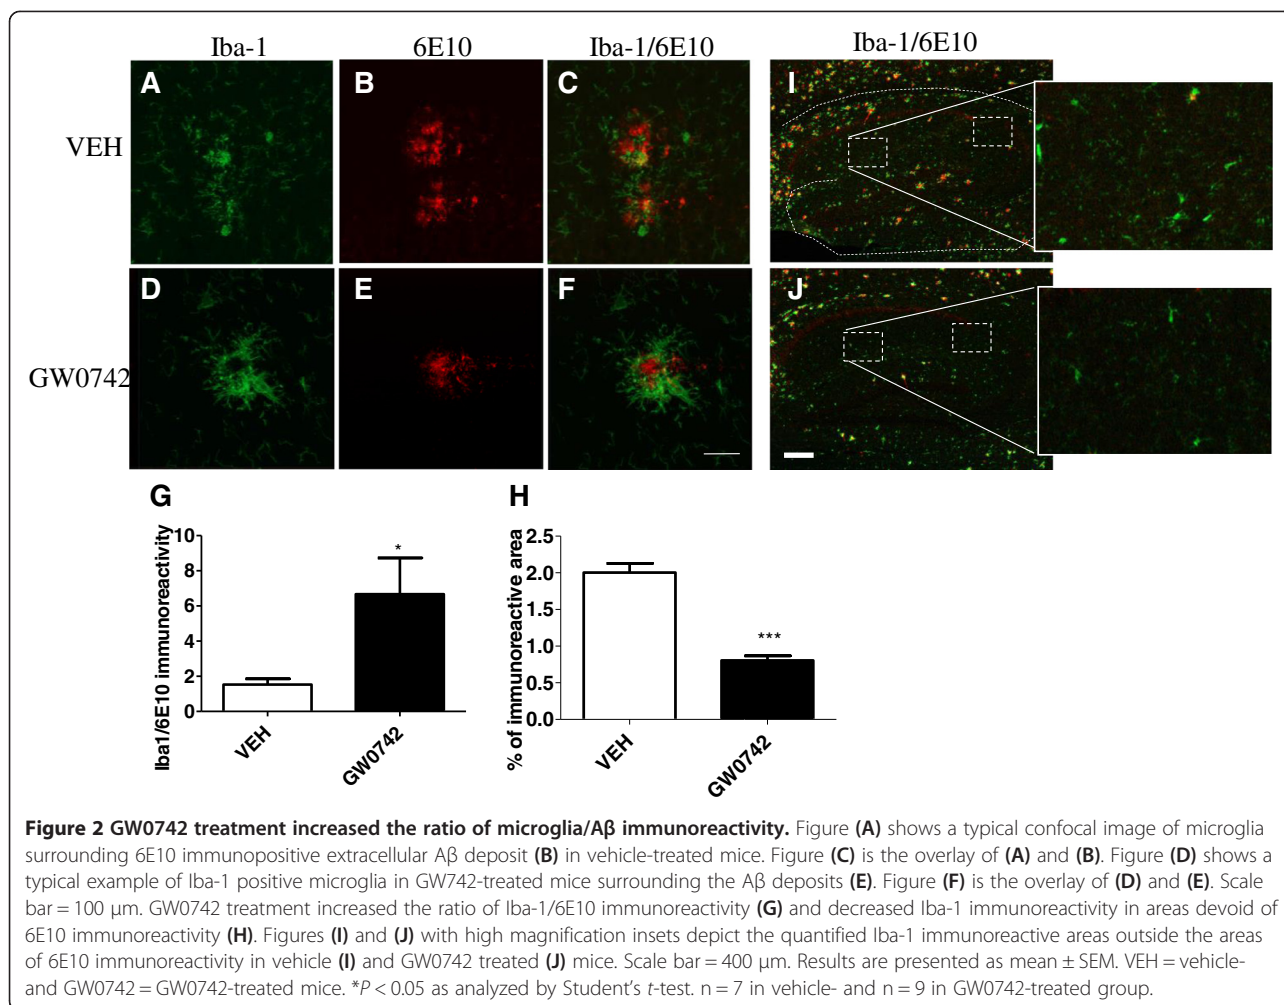 Iba-1 6E10 Iba-1/6E10 Iba-1/6E10
VEH
A B C I
GW0742
D E F J
G
Iba1/6E10 immunoreactivity
10
8
6
4
2
0
*
VEH
GW0742
H
% of immunoreactive area
2.5
2.0
1.5
1.0
0.5
0.0
***
VEH
GW0742
Figure 2 GW0742 treatment increased the ratio of microglia/Aβ immunoreactivity. Figure (A) shows a typical confocal image of microglia
surrounding 6E10 immunopositive extracellular Aβ deposit (B) in vehicle-treated mice. Figure (C) is the overlay of (A) and (B). Figure (D) shows a
typical example of Iba-1 positive microglia in GW742-treated mice surrounding the Aβ deposits (E). Figure (F) is the overlay of (D) and (E). Scale
bar = 100 μm. GW0742 treatment increased the ratio of Iba-1/6E10 immunoreactivity (G) and decreased Iba-1 immunoreactivity in areas devoid of
6E10 immunoreactivity (H). Figures (I) and (J) with high magnification insets depict the quantified Iba-1 immunoreactive areas outside the areas
of 6E10 immunoreactivity in vehicle (I) and GW0742 treated (J) mice. Scale bar = 400 μm. Results are presented as mean ± SEM. VEH = vehicle-
and GW0742 = GW0742-treated mice. *P < 0.05 as analyzed by Student's t-test. n = 7 in vehicle- and n = 9 in GW0742-treated group.